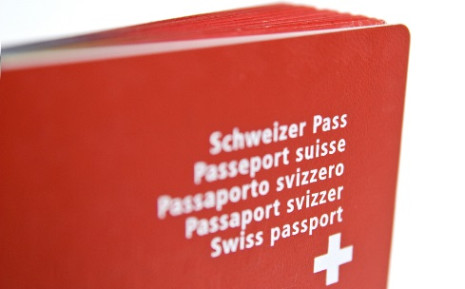 Schweizer Pass
Passeport suisse
Passaporto svizzero
Passaport svizzer
Swiss passport